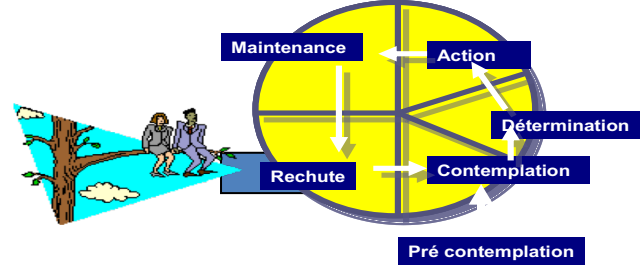 Maintenance
Action
Détermination
Rechute
Contemplation
Pré contemplation